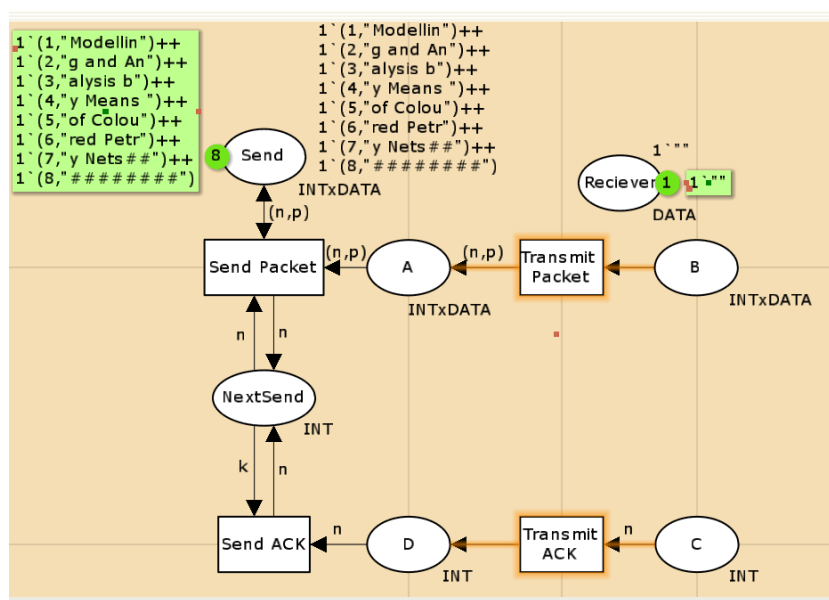 1`(1,"Modellin")++
1`(2,"g and An")++
1`(3,"alysis b")++
1`(4,"y Means ")++
1`(5,"of Colou")++
1`(6,"red Petr")++
1`(7,"y Nets##")++
1`(8,"########")
1`(1,"Modellin")++
1`(2,"g and An")++
1`(3,"alysis b")++
1`(4,"y Means ")++
1`(5,"of Colou")++
1`(6,"red Petr")++
1`(7,"y Nets##")++
1`(8,"########")
8
Send
INTxDATA
1`""
Reciever
1
1`""
DATA
(n,p)
Send Packet
(n,p)
A
INTxDATA
(n,p)
Transmit
Packet
B
INTxDATA
n
n
NextSend
INT
k
n
Send ACK
n
D
INT
Transmit
ACK
n
C
INT